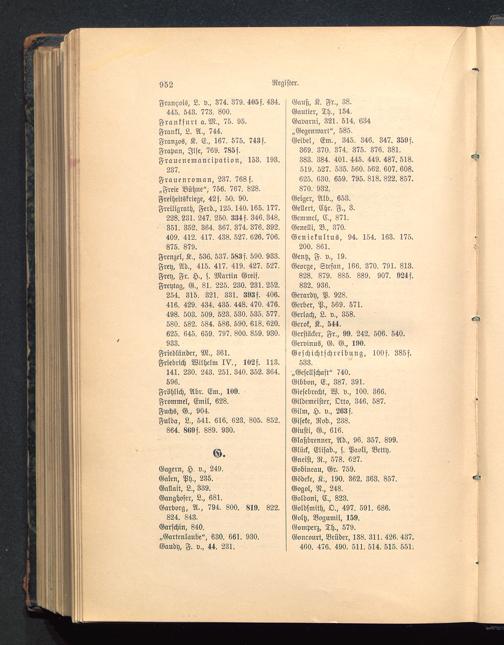 952
Register.
François, L. v., 374. 379. 405f. 434.
445. 543. 773. 800.
Frankfurt a. M., 75. 95.
Frankl, L. A., 744.
Franzos, K. E., 167. 575. 743f.
Frapan, Ilse, 769. 785f.
Frauenemancipation, 153. 193.
237.
Frauenroman, 237. 768f.
„Freie Bühne“, 756. 767. 828.
Freiheitskriege, 42f. 50. 90.
Freiligrath, Ferd., 125. 140. 165. 177.
228. 231. 247. 250. 334f. 346. 348.
351. 352. 364. 367. 374. 376. 392.
409. 412. 417. 438. 527. 626. 706.
875. 879.
Frenzel, K., 536. 537. 583f. 590. 933.
Frey, Ad., 415. 417. 419. 427. 527.
Frey, Fr. H., s. Martin Greif.
Freytag, G., 81. 225. 230. 231. 252.
254. 315. 321. 331. 393f. 406.
416. 429. 434. 435. 448. 470. 476.
498. 503. 509. 523. 530. 535. 577.
580. 582. 584. 586. 590. 618. 620.
625. 645. 659. 797. 800. 859. 930.
933.
Friedländer, M., 361.
Friedrich Wilhelm IV., 102f. 113.
141. 230. 243. 251. 340. 352. 364.
596.
Fröhlich, Abr. Em., 109.
Frommel, Emil, 628.
Fuchs, G., 904.
Fulda, L., 541. 616. 623. 805. 852.
864. 869f. 889. 930.
G.
Gagern, H. v., 249.
Galen, Ph., 235.
Gallait, L., 339.
Ganghofer, L., 681.
Garborg, A., 794. 800. 819. 822.
824. 843.
Garschin, 840.
„Gartenlaube“, 630. 661. 930.
Gaudy, F. v., 44. 231.
Gauß, K. Fr., 38.
Gautier, Th., 154.
Gavarni, 321. 514. 634
„Gegenwart“, 585.
Geibel, Em., 345. 346. 347. 359f.
369. 370. 374. 375. 376. 381.
383. 384. 401. 445. 449. 487. 518.
519. 527. 535. 560. 562. 607. 608.
625. 630. 659. 795. 818. 822. 857.
870. 932.
Geiger, Alb., 653.
Gellert, Chr. F., 3.
Gemmel, C., 871.
Genelli, B., 370.
Geniekultus, 94. 154. 163. 175.
200. 861.
Gentz, F. v., 19.
George, Stefan, 166. 370. 791. 813.
828. 879. 885. 889. 907. 924f.
932. 936.
Gerardy, P. 928.
Gerber, P., 569. 571.
Gerlach, L. v., 358.
Gerok, K., 544.
Gerstäcker, Fr., 99. 242. 506. 540.
Gervinus, G. G., 190.
Geschichtschreibung, 100f. 385f.
533.
„Gesellschaft“ 740.
Gibbon, E., 387. 391.
Giesebrecht, W. v., 100. 366.
Gildemeister, Otto, 346. 587.
Gilm, H. v., 263f.
Giseke, Rob., 238.
Giusti, G., 616.
Glaßbrenner, Ad., 96. 357. 899.
Glück, Elisab., s. Paoli, Betty.
Gneist, R., 578. 627.
Gobineau, Gr. 759.
Gödeke, K., 190. 362. 363. 857.
Gogol, N., 248.
Goldoni, C., 823.
Goldsmith, O., 497. 591. 686.
Goltz, Bogumil, 159.
Gomperz, Th., 579.
Goncourt, Brüder, 138. 311. 426. 437.
460. 476. 490. 511. 514. 515. 551.